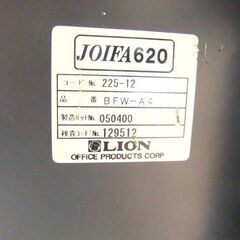 JOIFA620
コード No. 225-12
品 番 BFW-A4
製造ロットNo. 050400
検査コードNo. 129512
LION
OFFICE PRODUCTS CORP.